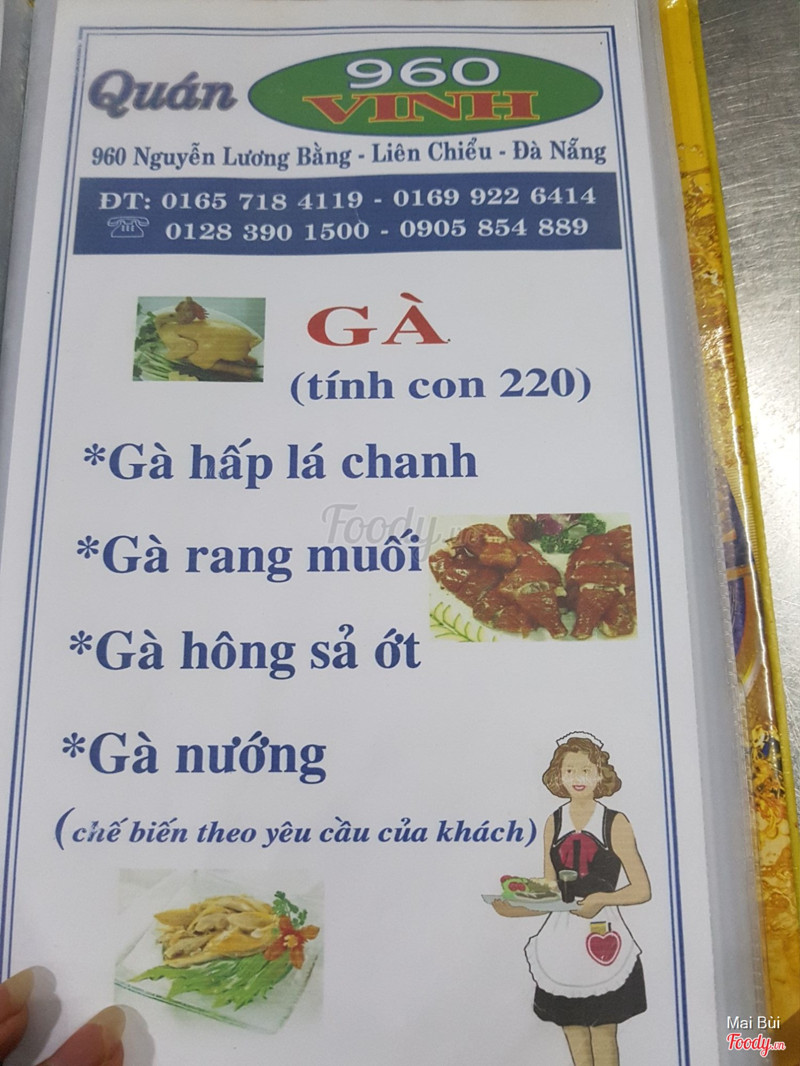 Quán 960 VINH
960 Nguyễn Lương Bằng - Liên Chiểu - Đà Nẵng
ĐT: 0165 718 4119 - 0169 922 6414
0128 390 1500 - 0905 854 889
GÀ
(tính con 220)
*Gà hấp lá chanh
Foody.vn
*Gà rang muối
*Gà hông sả ớt
*Gà nướng
(chế biến theo yêu cầu của khách)
Mai Bùi
Foody.vn